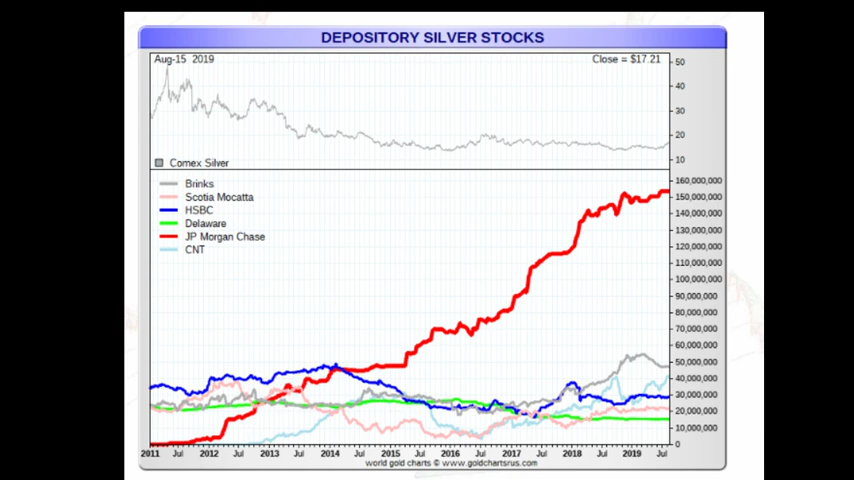 DEPOSITORY SILVER STOCKS
Aug-15 2019
Close = $17.21
50
40
30
20
10
Comex Silver
Brinks
Scotia Mocatta
HSBC
Delaware
JP Morgan Chase
CNT
160,000,000
150,000,000
140,000,000
130,000,000
120,000,000
110,000,000
100,000,000
90,000,000
80,000,000
70,000,000
60,000,000
50,000,000
40,000,000
30,000,000
20,000,000
10,000,000
0
2011 Jul 2012 Jul 2013 Jul 2014 Jul 2015 Jul 2016 Jul 2017 Jul 2018 Jul 2019 Jul
world gold charts © www.goldchartsrus.com